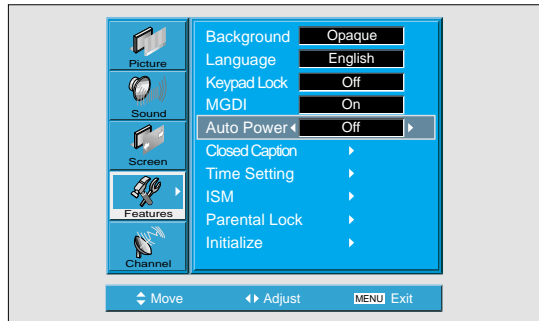 Picture
Sound
Screen
Features
Channel
Background Opaque
Language English
Keypad Lock Off
MGDI On
Auto Power Off
Closed Caption
Time Setting
ISM
Parental Lock
Initialize
Move Adjust MENU Exit